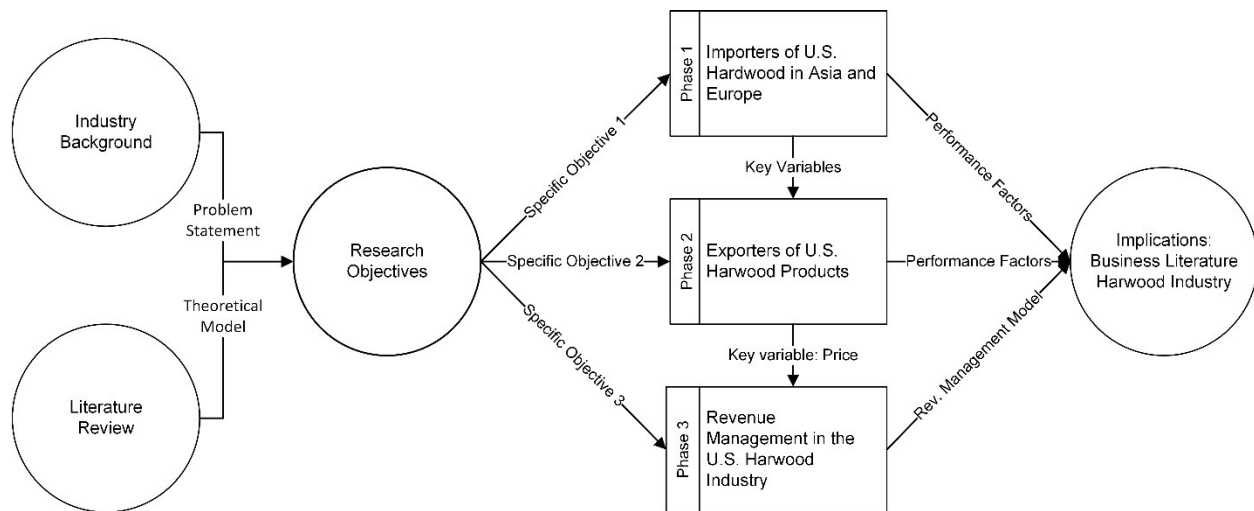 Industry
Background
Problem
Statement
Theoretical
Model
Literature
Review
Research
Objectives
Specific Objective 1
Specific Objective 2
Specific Objective 3
Phase 1
Importers of U.S.
Hardwood in Asia and
Europe
Key Variables
Phase 2
Exporters of U.S.
Harwood Products
Key variable: Price
Phase 3
Revenue
Management in the
U.S. Harwood
Industry
Performance Factors
Performance Factors
Rev. Management Model
Implications:
Business Literature
Harwood Industry